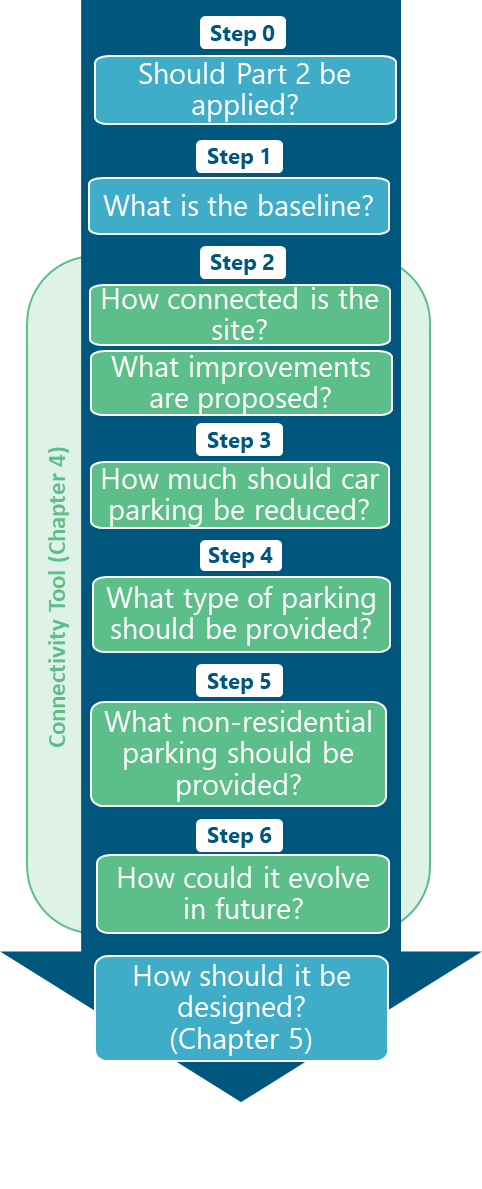 Step 0
Should Part 2 be
applied?
Step 1
What is the baseline?
Step 2
How connected is the
site?
What improvements
are proposed?
Step 3
How much should car
parking be reduced?
Step 4
What type of parking
should be provided?
Step 5
What non-residential
parking should be
provided?
Step 6
How could it evolve
in future?
How should it be
designed?
(Chapter 5)
Connectivity Tool (Chapter 4)